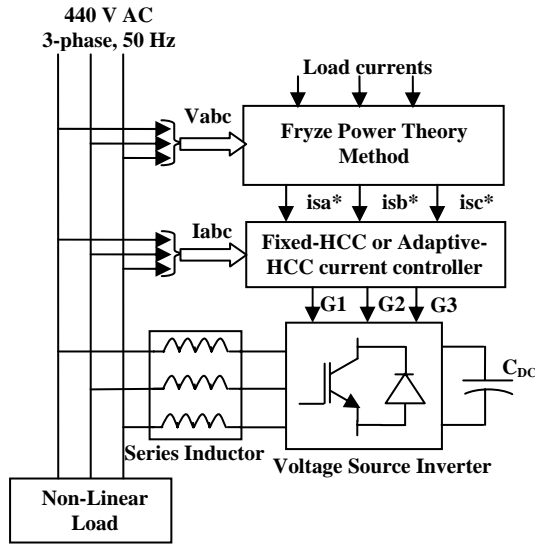 440 V AC
3-phase, 50 Hz
Load currents
Vabc
Fryze Power Theory
Method
isa* isb* isc*
Iabc
Fixed-HCC or Adaptive-
HCC current controller
G1 G2 G3
C_DC
Series Inductor
Voltage Source Inverter
Non-Linear
Load